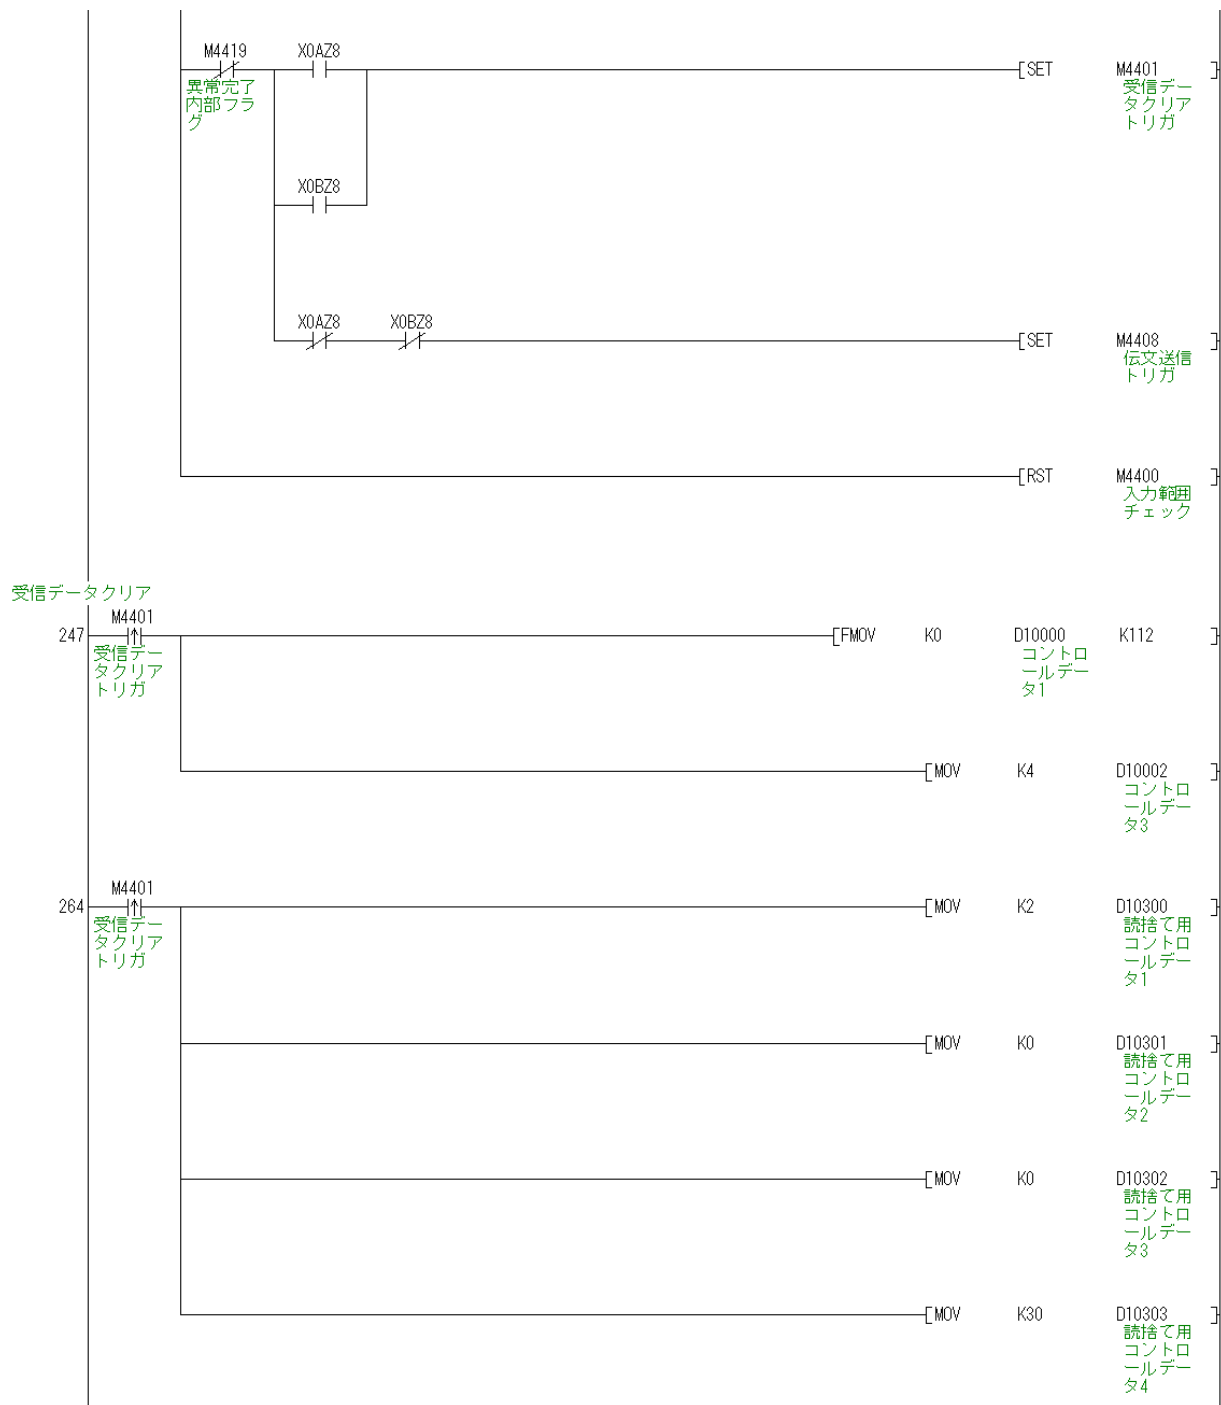 M4419 X0AZ8
[SET M4401 ]
異常完了
内部フラ
グ
受信デー
タクリア
トリガ
X0BZ8
X0AZ8 X0BZ8
[SET M4408 ]
伝文送信
トリガ
[RST M4400 ]
入力範囲
チェック
受信データクリア
M4401
247 [FMOV K0 D10000 K112 ]
受信デー
タクリア
トリガ
コントロ
ールデー
タ1
[MOV K4 D10002 ]
コントロ
ールデー
タ3
M4401
264 [MOV K2 D10300 ]
受信デー
タクリア
トリガ
読捨て用
コントロ
ールデー
タ1
[MOV K0 D10301 ]
読捨て用
コントロ
ールデー
タ2
[MOV K0 D10302 ]
読捨て用
コントロ
ールデー
タ3
[MOV K30 D10303 ]
読捨て用
コントロ
ールデー
タ4